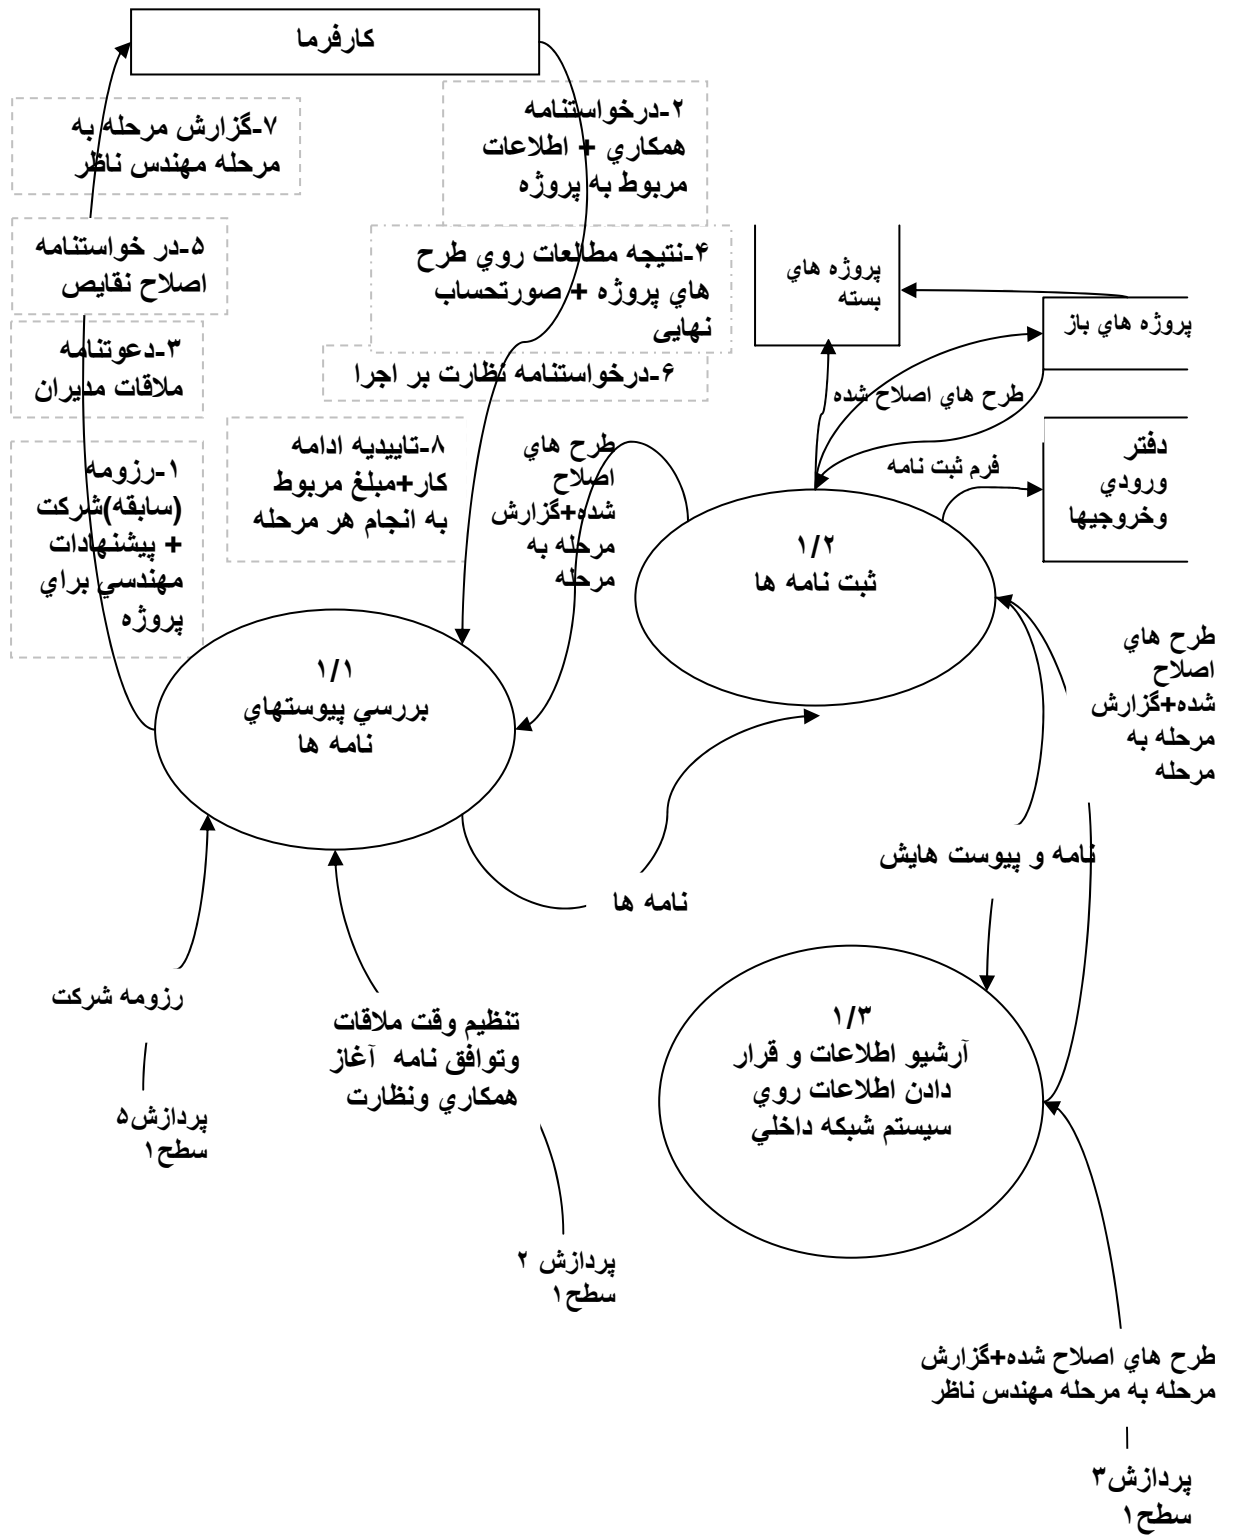 کارفرما
۲-درخواستنامه
همکاري + اطلاعات
مربوط به پروژه
۷-گزارش مرحله به
مرحله مهندس ناظر
۴-نتیجه مطالعات روي طرح
هاي پروژه + صورتحساب
نهایی
۵-در خواستنامه
اصلاح نقایص
پروژه هاي
بسته
پروژه هاي باز
۳-دعوتنامه
ملاقات مدیران
۶-درخواستنامه نظارت بر اجرا
طرح هاي اصلاح شده
۱-رزومه
(سابقه)شرکت
+ پیشنهادات
مهندسي براي
پروژه
۸-تاییدیه ادامه
کار+مبلغ مربوط
به انجام هر مرحله
طرح هاي
اصلاح
شده+گزارش
مرحله به
مرحله
فرم ثبت نامه
دفتر
ورودي
وخروجیها
۱/۲
ثبت نامه ها
طرح هاي
اصلاح
شده+گزارش
مرحله به
مرحله
۱/۱
بررسي پیوستهاي
نامه ها
نامه و پیوست هایش
نامه ها
رزومه شرکت
تنظیم وقت ملاقات
وتوافق نامه آغاز
همکاري ونظارت
۱/۳
آرشیو اطلاعات و قرار
دادن اطلاعات روي
سیستم شبکه داخلي
پردازش۵
سطح۱
پردازش ۲
سطح۱
طرح هاي اصلاح شده+گزارش
مرحله به مرحله مهندس ناظر
پردازش۳
سطح۱